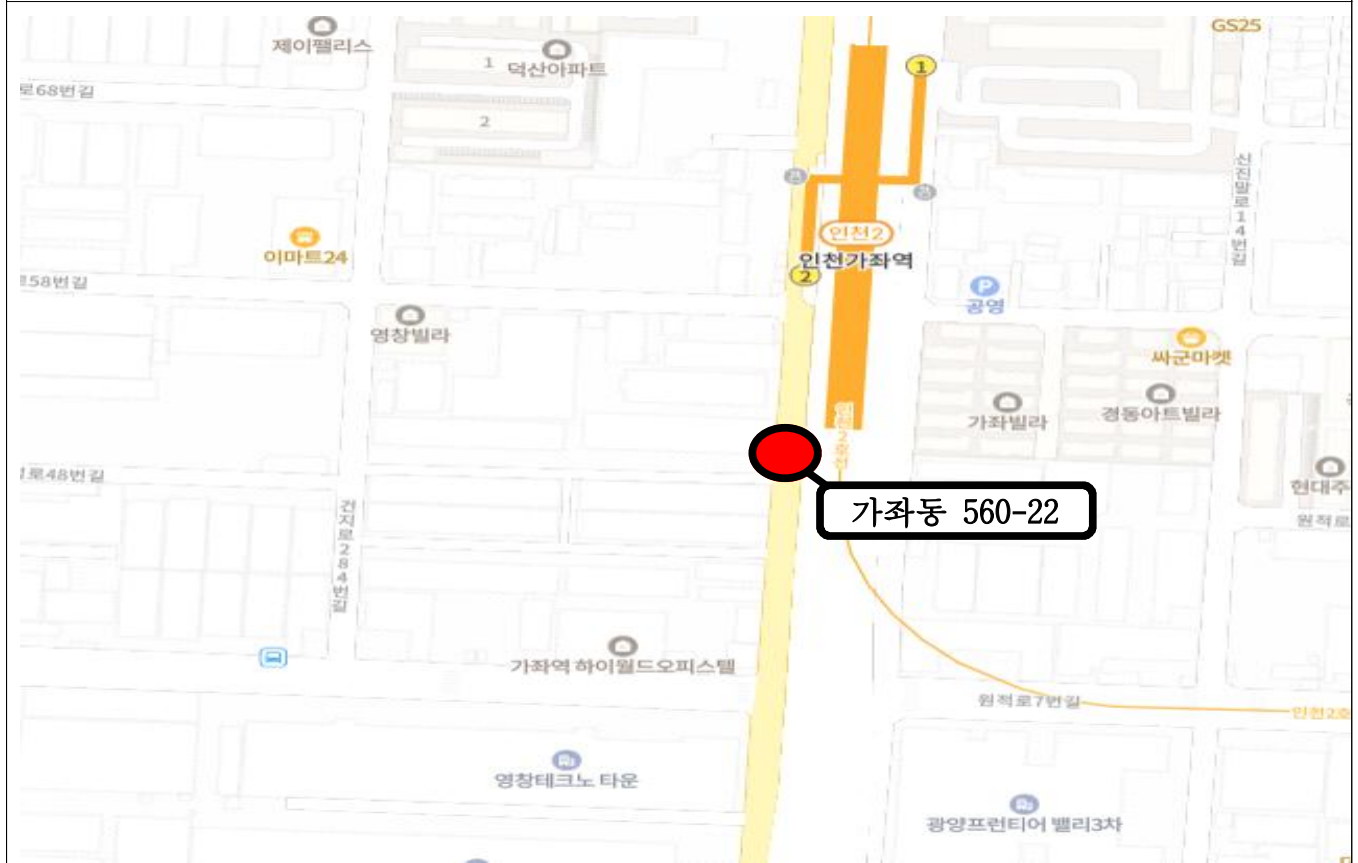 GS25
제이팰리스
1
덕산아파트
1
로68번길
2
신진말로14번길
인천2
이마트24
인천가좌역
2
58번길
P
공영
영창빌라
싸군마켓
가좌빌라
경동아트빌라
인천2호선
현대주
로48번길
가좌동 560-22
원적로
건지로284번길
가좌역 하이월드오피스텔
원적로7번길
인천2호
영창테크노 타운
광양프런티어 밸리3차